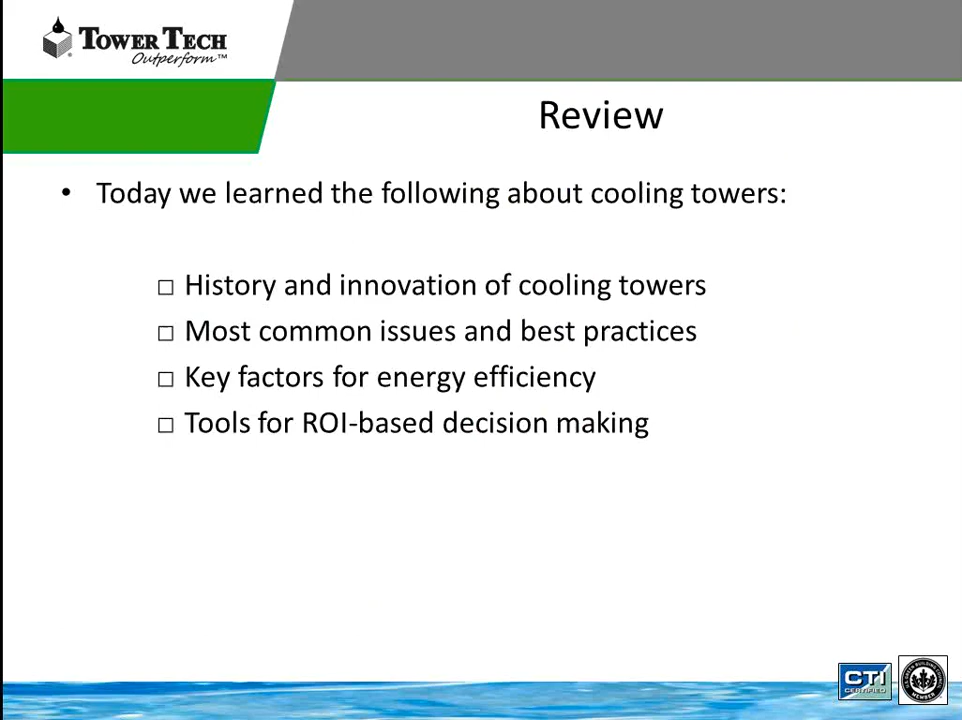 TOWER TECH
Outperform™
Review
• Today we learned the following about cooling towers:
□ History and innovation of cooling towers
□ Most common issues and best practices
□ Key factors for energy efficiency
□ Tools for ROI-based decision making
CTI
CERTIFIED
MEMBER